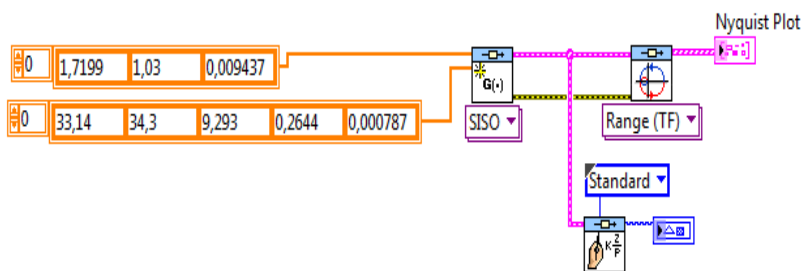 Nyquist Plot
0 1,7199 1,03 0,009437
G(·)
0 33,14 34,3 9,293 0,2644 0,000787
SISO
Range (TF)
Standard
K Z/P